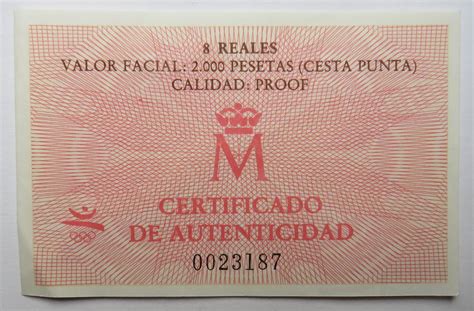 8 REALES
VALOR FACIAL: 2.000 PESETAS (CESTA PUNTA)
CALIDAD: PROOF
M
CERTIFICADO
DE AUTENTICIDAD
0023187